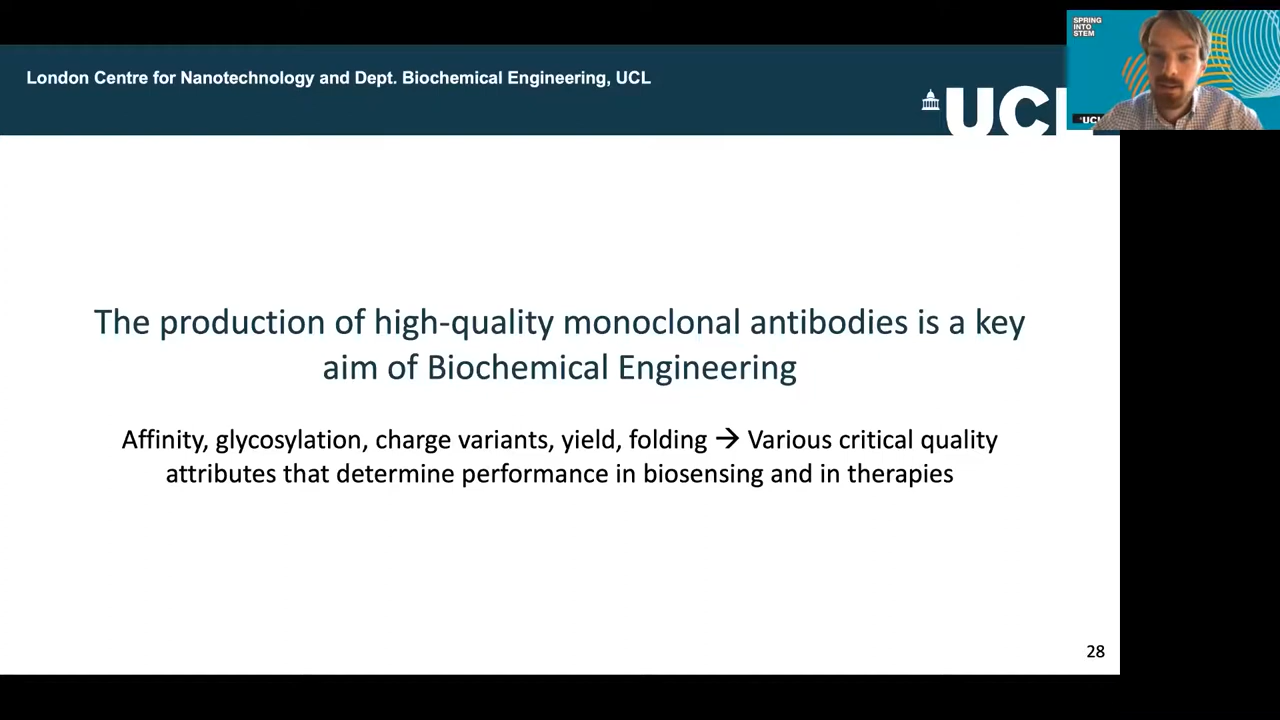 SPRING
INTO
STEM
London Centre for Nanotechnology and Dept. Biochemical Engineering, UCL
UCL
UCL
The production of high-quality monoclonal antibodies is a key
aim of Biochemical Engineering
Affinity, glycosylation, charge variants, yield, folding → Various critical quality
attributes that determine performance in biosensing and in therapies
28